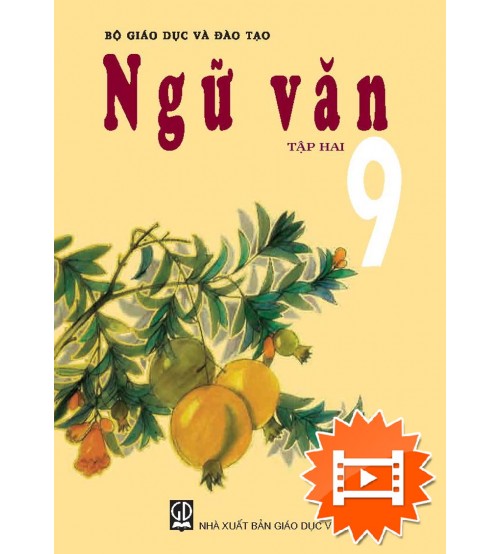 BỘ GIÁO DỤC VÀ ĐÀO TẠO
Ngữ văn
TẬP HAI
9
GD
NHÀ XUẤT BẢN GIÁO DỤC V